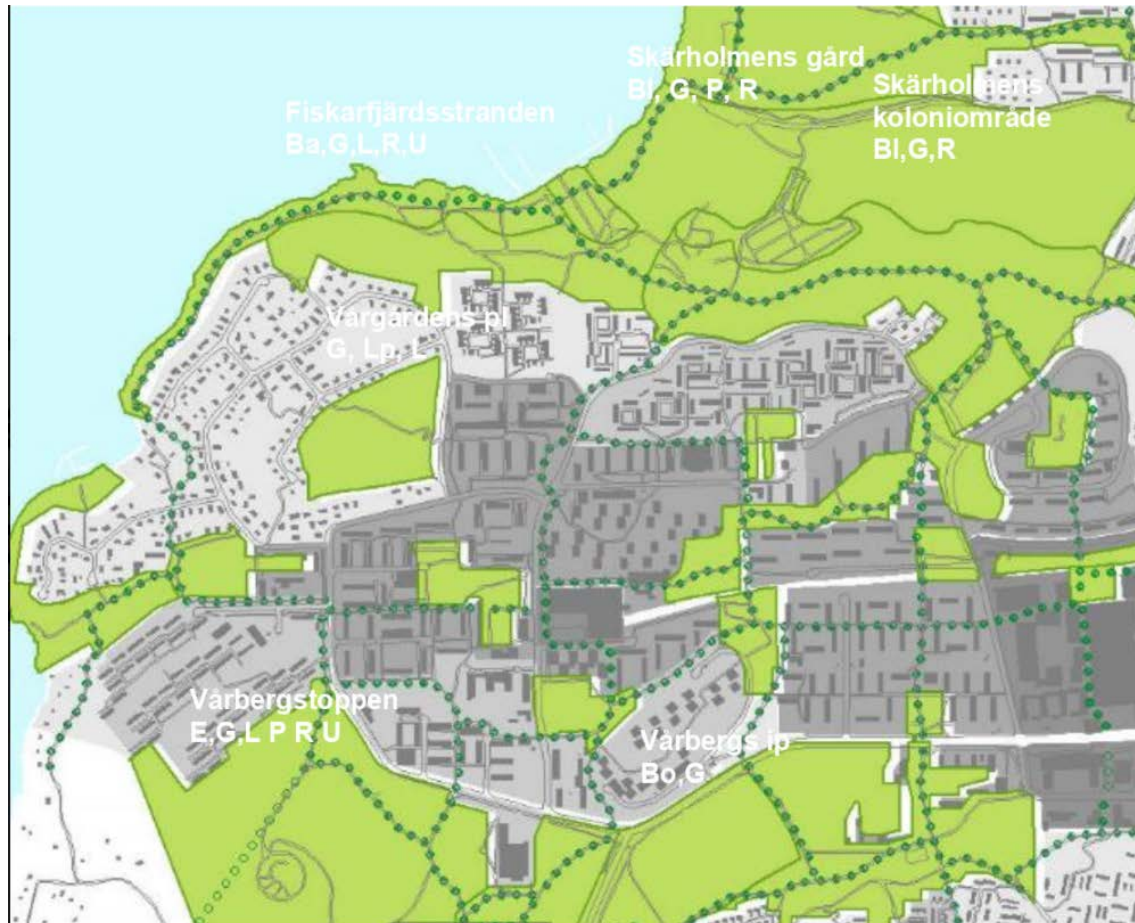 Skärholmens gård
Bl, G, P, R
Skärholmens
koloniområde
Bl,G,R
Fiskarfjärdsstranden
Ba,G,L,R,U
Vårgårdens pl
G, Lp, L
Vårbergstoppen
E,G,L P R U
Vårbergs ip
Bo,G